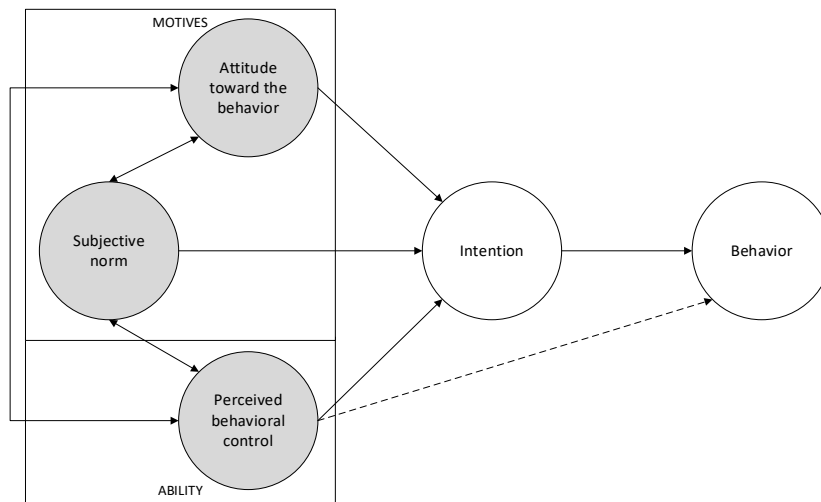 MOTIVES
Attitude
toward the
behavior
Subjective
norm
Intention
Behavior
Perceived
behavioral
control
ABILITY